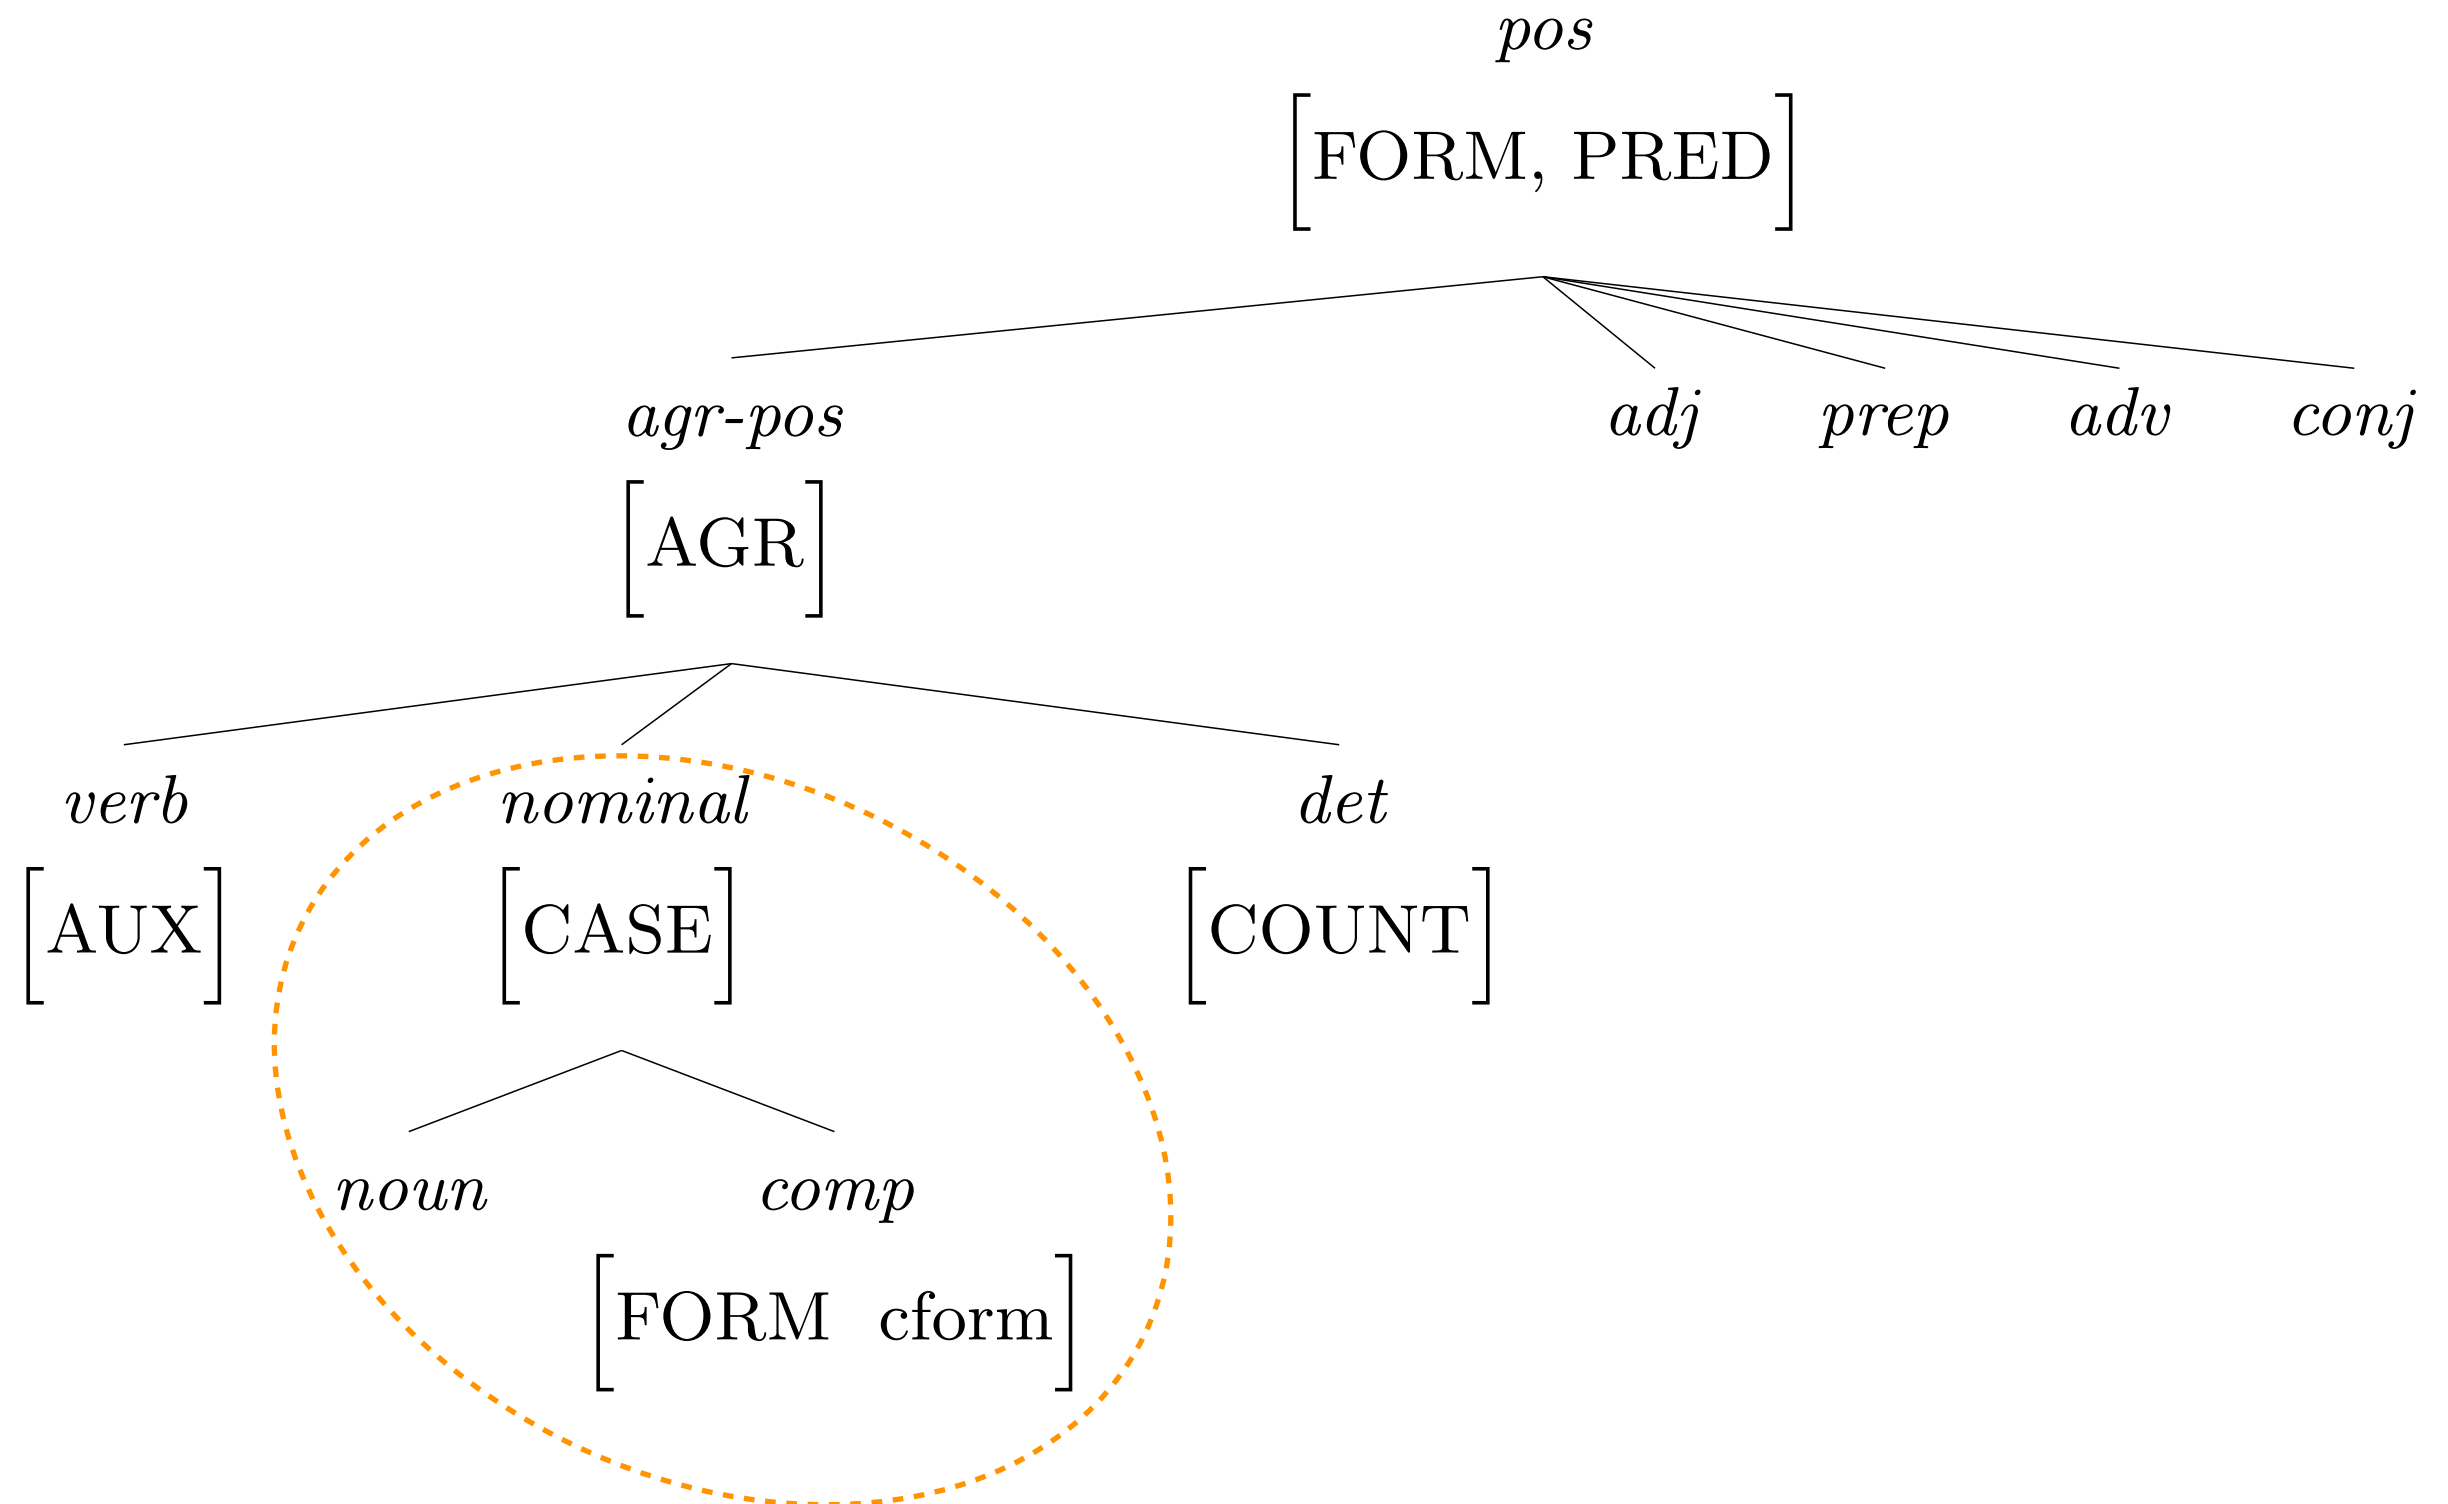 pos
[FORM, PRED]
agr-pos adj prep adv conj
[AGR]
verb nominal det
[AUX] [CASE] [COUNT]
noun comp
[FORM cform]